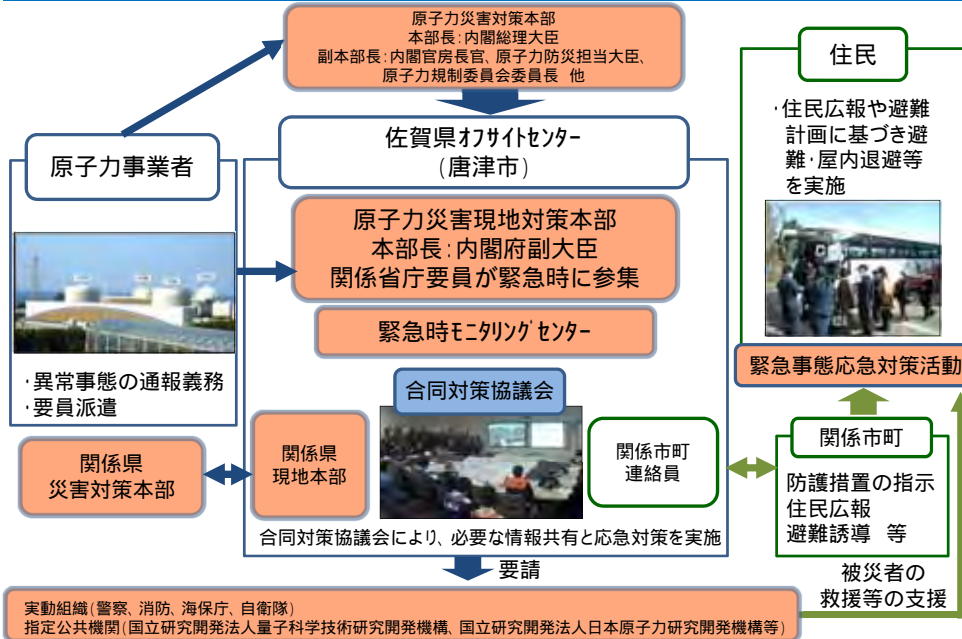 原子力災害対策本部
本部長:内閣総理大臣
副本部長:内閣官房長官、原子力防災担当大臣、
原子力規制委員会委員長 他
住民
・住民広報や避難
計画に基づき避
難・屋内退避等
を実施
佐賀県オフサイトセンター
(唐津市)
原子力事業者
原子力災害現地対策本部
本部長:内閣府副大臣
関係省庁要員が緊急時に参集
緊急時モニタリングセンター
・異常事態の通報義務
・要員派遣
緊急事態応急対策活動
合同対策協議会
関係県
災害対策本部
関係県
現地本部
関係市町
連絡員
関係市町
防護措置の指示
住民広報
避難誘導 等
合同対策協議会により、必要な情報共有と応急対策を実施
要請
被災者の
救援等の支援
実動組織(警察、消防、海保庁、自衛隊)
指定公共機関(国立研究開発法人量子科学技術研究開発機構、国立研究開発法人日本原子力研究開発機構等)